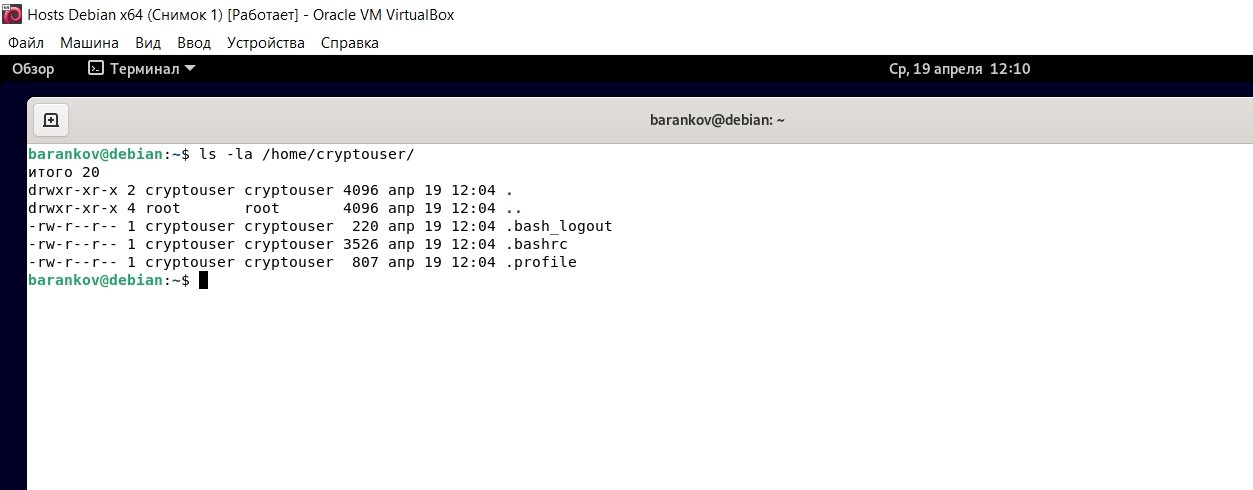 Hosts Debian x64 (Снимок 1) [Работает] - Oracle VM VirtualBox
Файл Машина Вид Ввод Устройства Справка
Обзор Терминал Ср, 19 апреля 12:10
barankov@debian: ~
barankov@debian:~$ ls -la /home/cryptouser/
итого 20
drwxr-xr-x 2 cryptouser cryptouser 4096 апр 19 12:04 .
drwxr-xr-x 4 root       root       4096 апр 19 12:04 ..
-rw-r--r-- 1 cryptouser cryptouser  220 апр 19 12:04 .bash_logout
-rw-r--r-- 1 cryptouser cryptouser 3526 апр 19 12:04 .bashrc
-rw-r--r-- 1 cryptouser cryptouser  807 апр 19 12:04 .profile
barankov@debian:~$